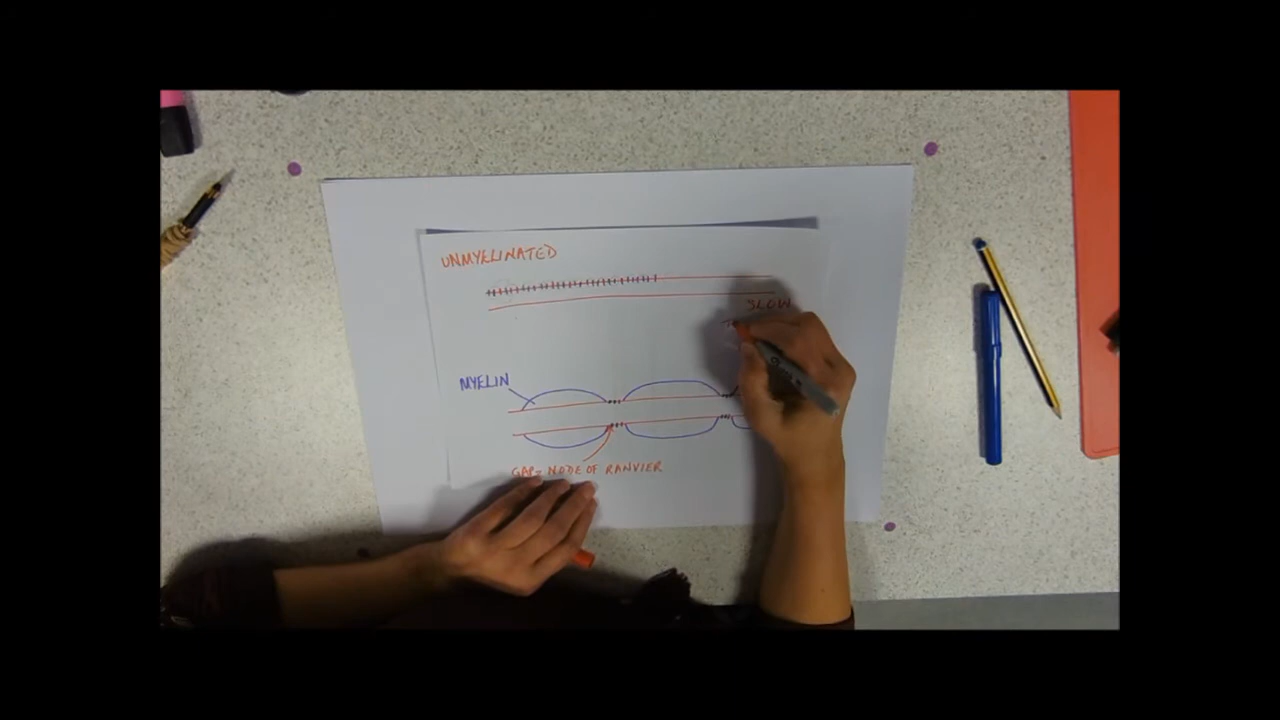 UNMYELINATED
SLOW
MYELIN
GAP= NODE OF RANVIER